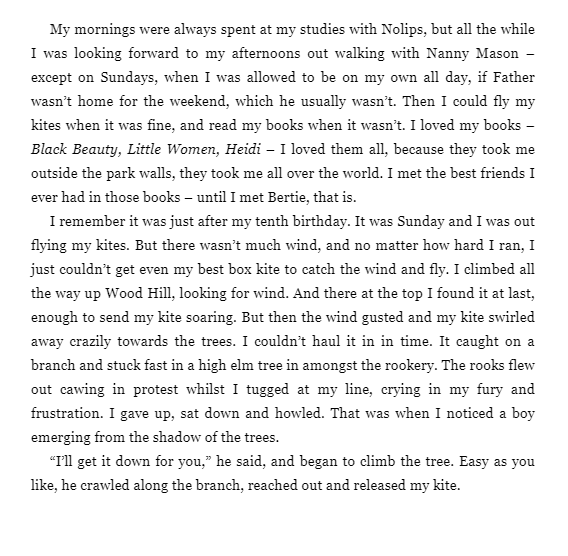 My mornings were always spent at my studies with Nolips, but all the while
I was looking forward to my afternoons out walking with Nanny Mason –
except on Sundays, when I was allowed to be on my own all day, if Father
wasn’t home for the weekend, which he usually wasn’t. Then I could fly my
kites when it was fine, and read my books when it wasn’t. I loved my books –
Black Beauty, Little Women, Heidi – I loved them all, because they took me
outside the park walls, they took me all over the world. I met the best friends I
ever had in those books – until I met Bertie, that is.
I remember it was just after my tenth birthday. It was Sunday and I was out
flying my kites. But there wasn’t much wind, and no matter how hard I ran, I
just couldn’t get even my best box kite to catch the wind and fly. I climbed all
the way up Wood Hill, looking for wind. And there at the top I found it at last,
enough to send my kite soaring. But then the wind gusted and my kite swirled
away crazily towards the trees. I couldn’t haul it in in time. It caught on a
branch and stuck fast in a high elm tree in amongst the rookery. The rooks flew
out cawing in protest whilst I tugged at my line, crying in my fury and
frustration. I gave up, sat down and howled. That was when I noticed a boy
emerging from the shadow of the trees.
“I’ll get it down for you,” he said, and began to climb the tree. Easy as you
like, he crawled along the branch, reached out and released my kite.